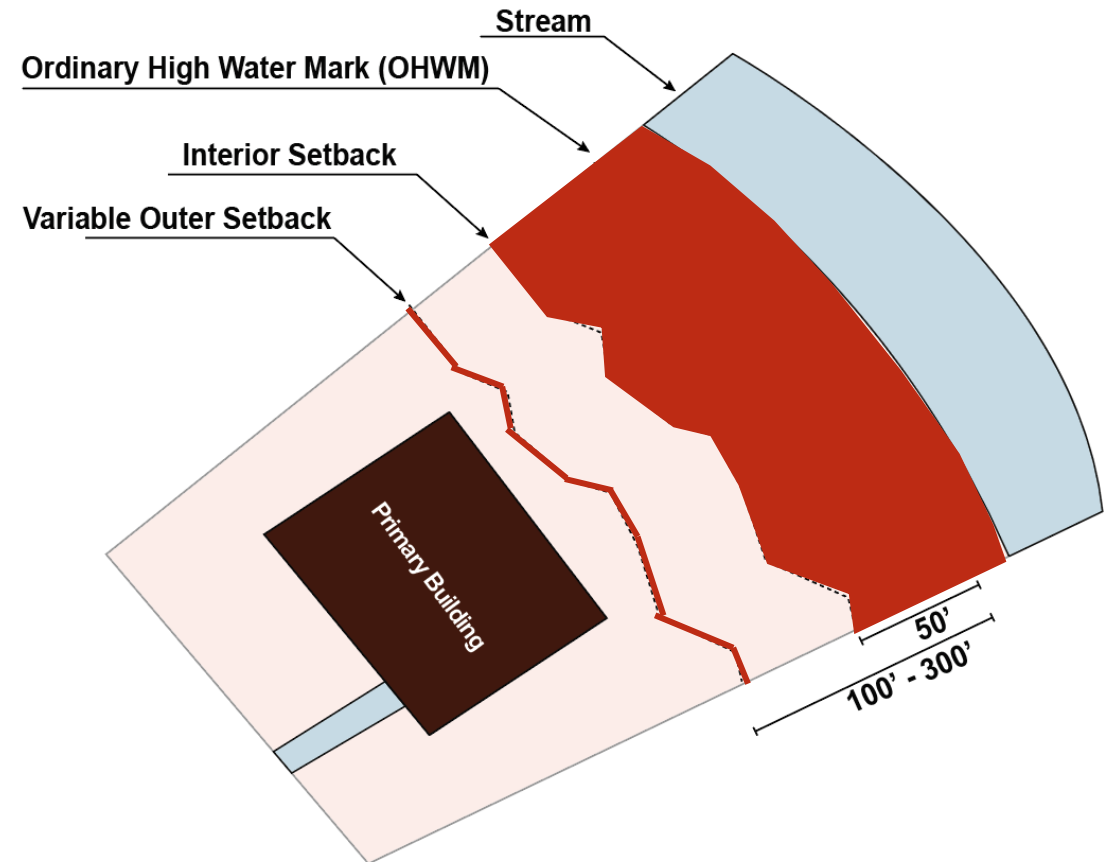 Stream
Ordinary High Water Mark (OHWM)
Interior Setback
Variable Outer Setback
Primary Building
50’
100’ - 300’